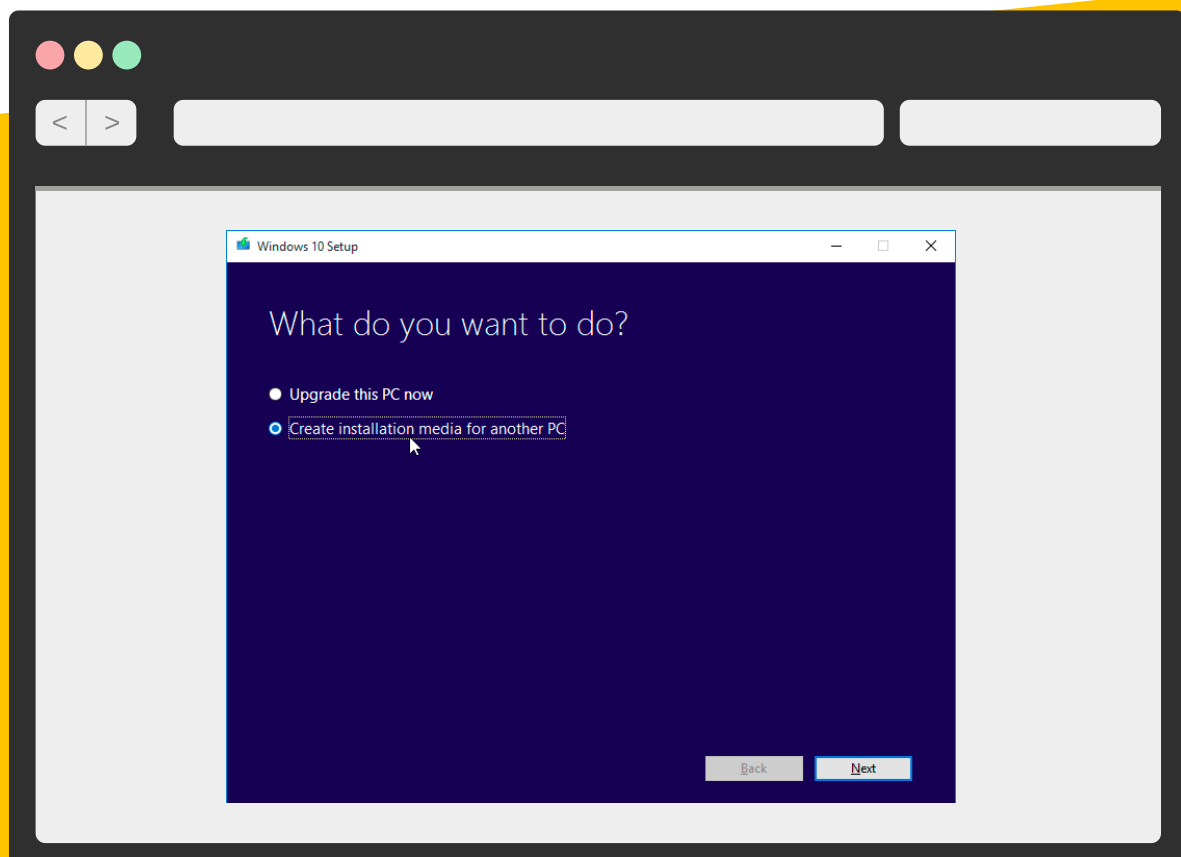 < >
Windows 10 Setup
What do you want to do?
Upgrade this PC now
Create installation media for another PC
Back Next